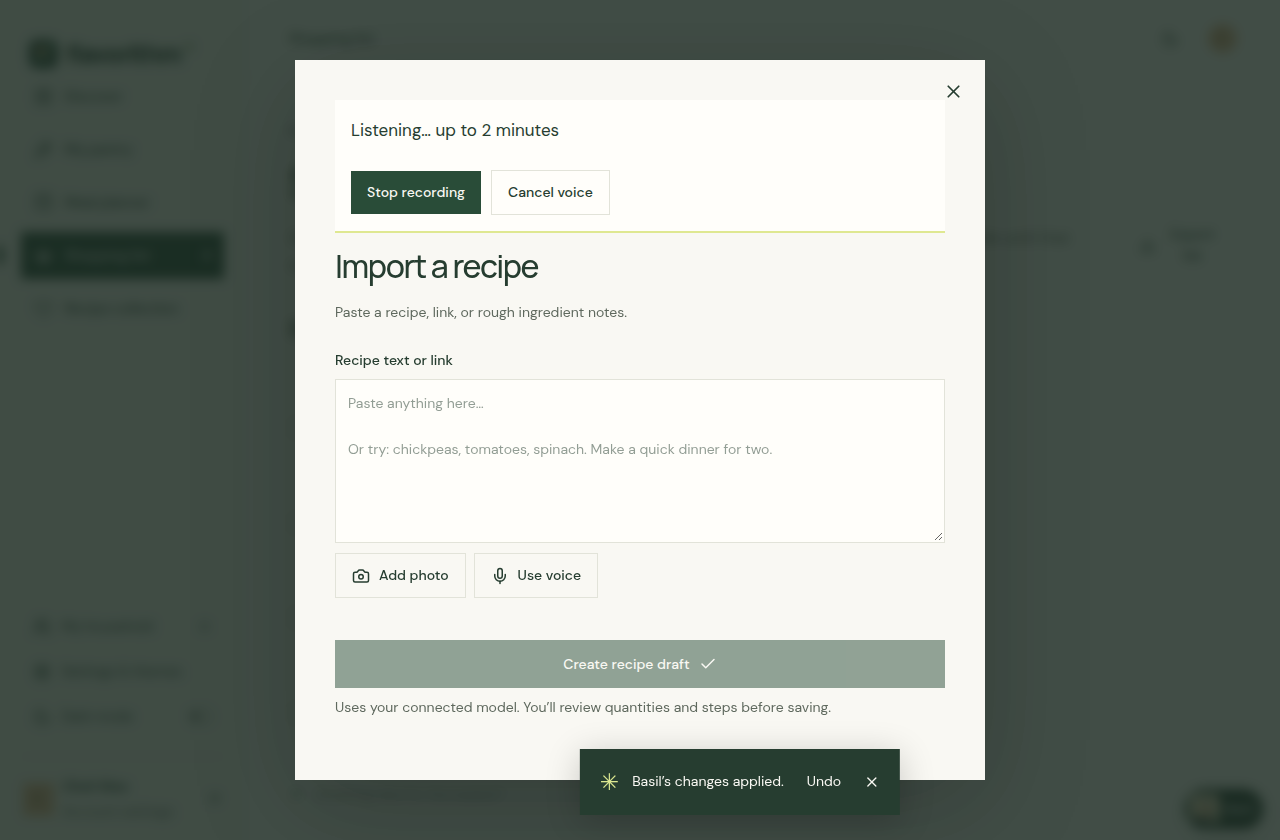 Listening… up to 2 minutes
Stop recording
Cancel voice
Import a recipe
Paste a recipe, link, or rough ingredient notes.
Recipe text or link
Paste anything here…
Or try: chickpeas, tomatoes, spinach. Make a quick dinner for two.
Add photo
Use voice
Create recipe draft
Uses your connected model. You’ll review quantities and steps before saving.
Basil’s changes applied.
Undo